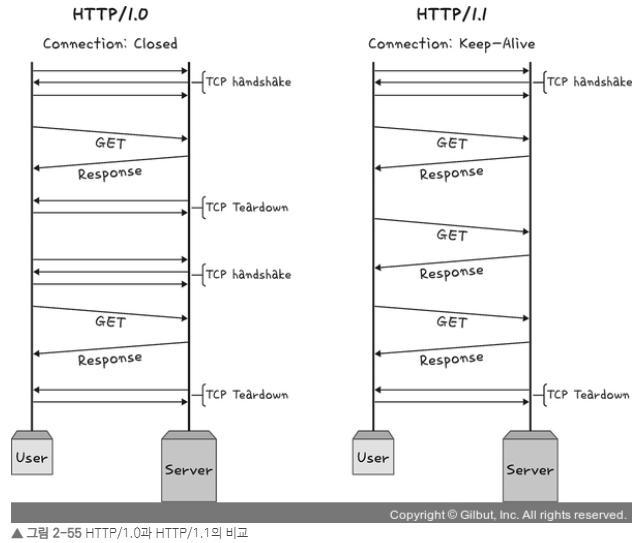 HTTP/1.0
Connection: Closed
TCP handshake
GET
Response
TCP Teardown
TCP handshake
GET
Response
TCP Teardown
User
Server
HTTP/1.1
Connection: Keep-Alive
TCP handshake
GET
Response
GET
Response
GET
Response
TCP Teardown
User
Server
Copyright © Gilbut, Inc. All rights reserved.
▲ 그림 2-55 HTTP/1.0과 HTTP/1.1의 비교